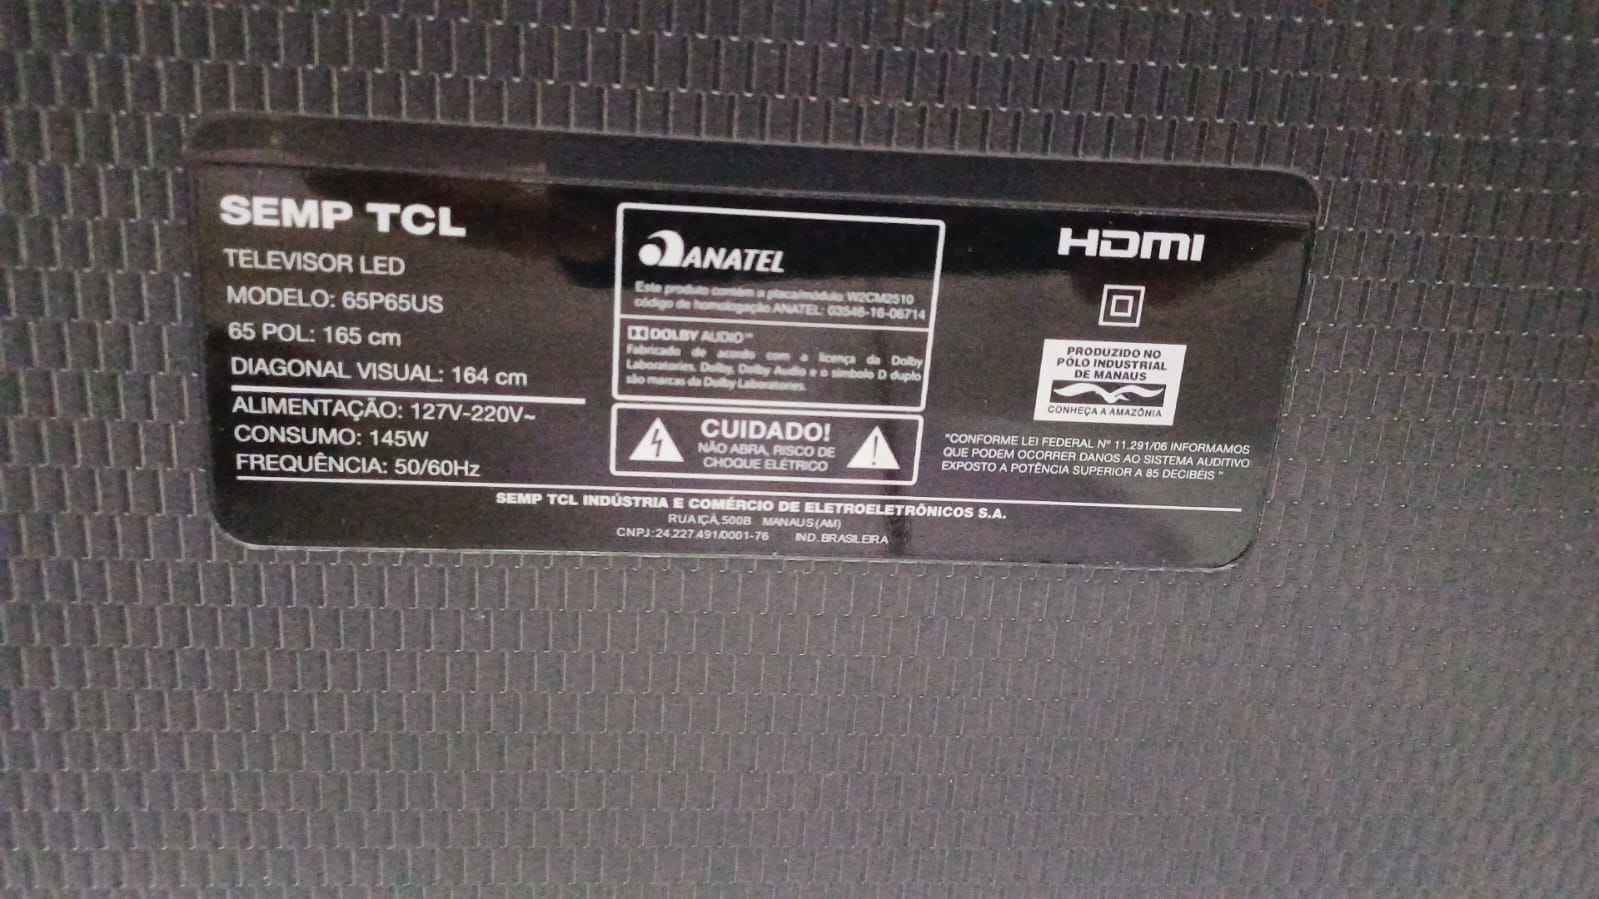 SEMP TCL
TELEVISOR LED
MODELO: 65P65US
65 POL: 165 cm
DIAGONAL VISUAL: 164 cm
ALIMENTAÇÃO: 127V-220V~
CONSUMO: 145W
FREQUÊNCIA: 50/60Hz
ANATEL
Este produto contém a placa/módulo W2CM2510
código de homologação ANATEL: 03546-16-06714
DOLBY AUDIO™
Fabricado de acordo com a licença da Dolby
Laboratories. Dolby, Dolby Audio e o símbolo D duplo
são marcas da Dolby Laboratories.
CUIDADO!
NÃO ABRA, RISCO DE
CHOQUE ELÉTRICO
HDMI
PRODUZIDO NO
PÓLO INDUSTRIAL
DE MANAUS
CONHEÇA A AMAZÔNIA
"CONFORME LEI FEDERAL Nº 11.291/06 INFORMAMOS
QUE PODEM OCORRER DANOS AO SISTEMA AUDITIVO
EXPOSTO A POTÊNCIA SUPERIOR A 85 DECIBÉIS "
SEMP TCL INDÚSTRIA E COMÉRCIO DE ELETROELETRÔNICOS S.A.
RUA IÇÁ, 500B MANAUS (AM)
CNPJ: 24.227.491/0001-76 IND. BRASILEIRA